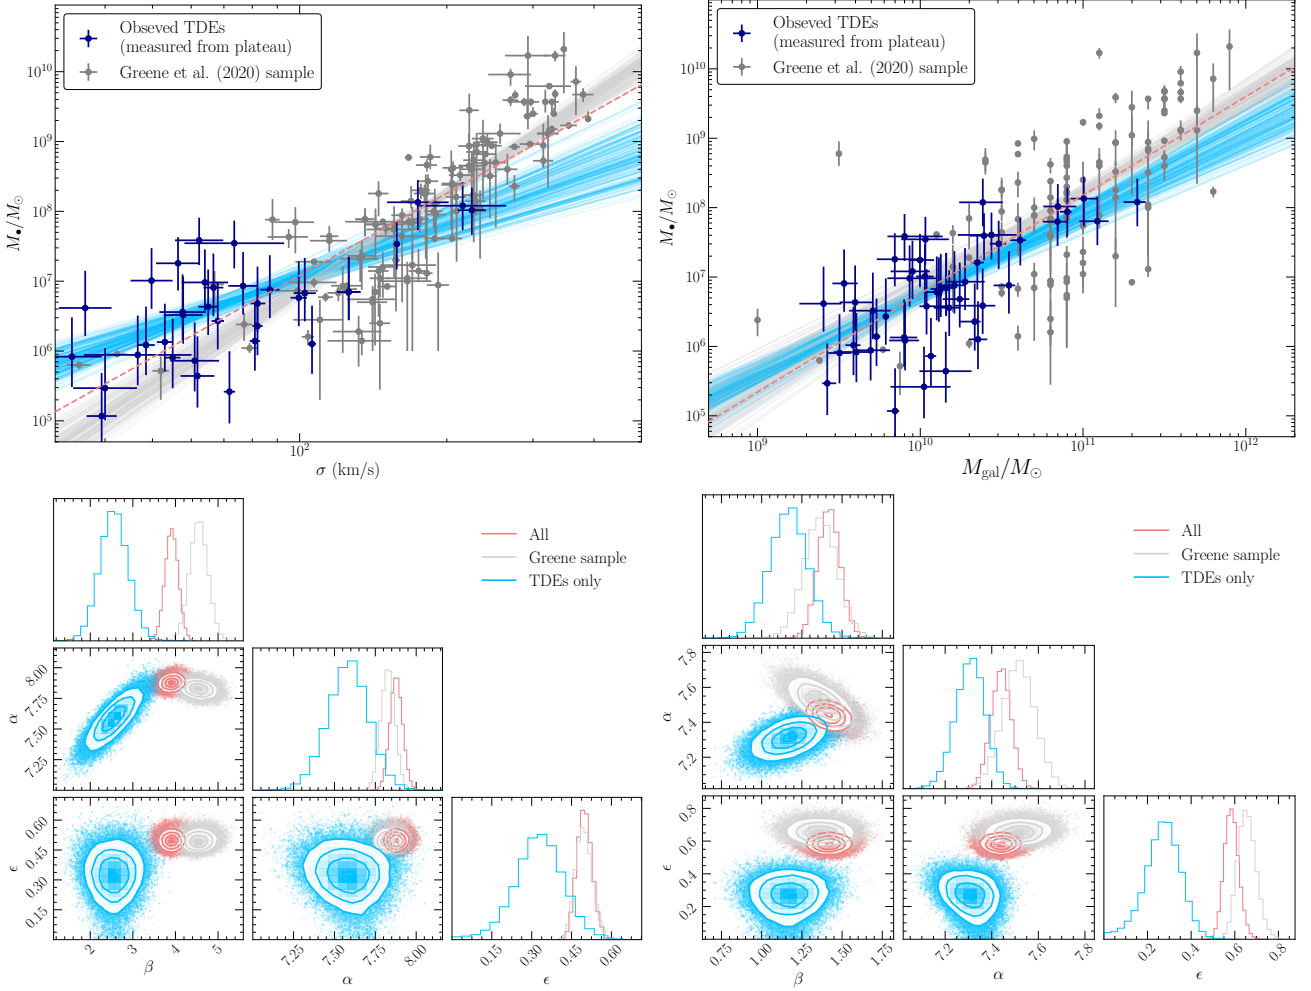 Obseved TDEs
(measured from plateau)
Greene et al. (2020) sample
10^10
10^9
10^8
10^7
10^6
10^5
M_•/M_⊙
10^2
σ (km/s)
Obseved TDEs
(measured from plateau)
Greene et al. (2020) sample
10^10
10^9
10^8
10^7
10^6
10^5
M_•/M_⊙
10^9
10^10
10^11
10^12
M_gal/M_⊙
All
Greene sample
TDEs only
8.00
7.75
7.50
7.25
α
0.60
0.45
0.30
0.15
ϵ
2 3 4 5
β
7.25 7.50 7.75 8.00
α
0.15 0.30 0.45 0.60
ϵ
All
Greene sample
TDEs only
7.8
7.6
7.4
7.2
α
0.8
0.6
0.4
0.2
ϵ
0.75 1.00 1.25 1.50 1.75
β
7.2 7.4 7.6 7.8
α
0.2 0.4 0.6 0.8
ϵ